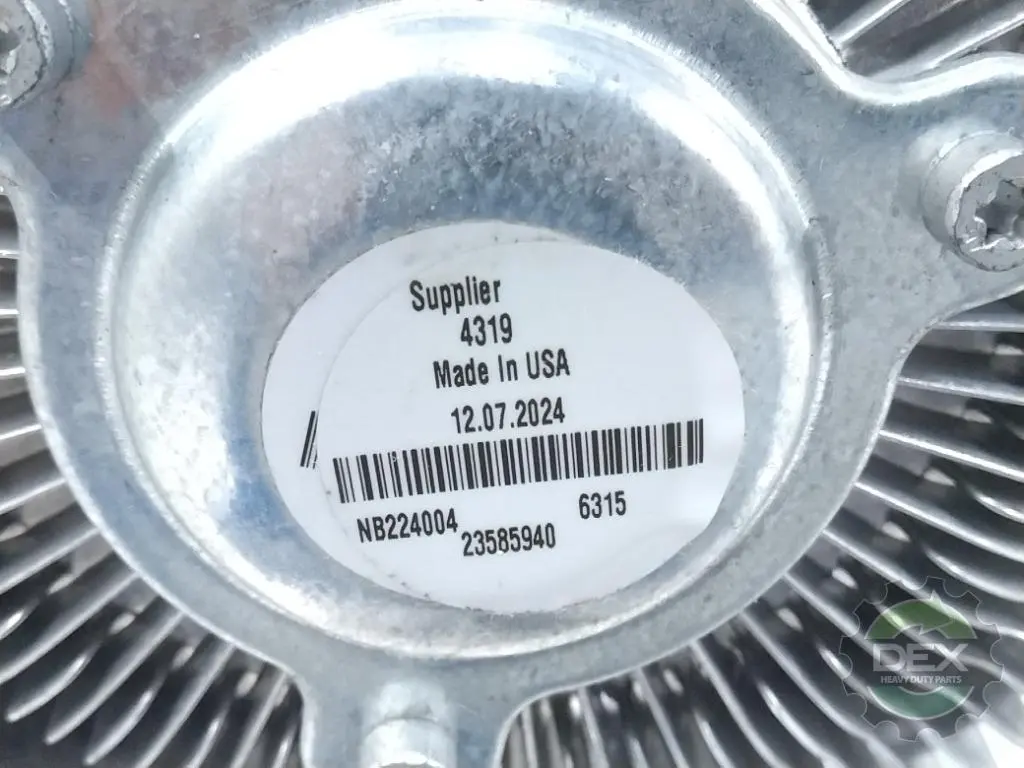 Supplier
4319
Made In USA
12.07.2024
NB224004
6315
23585940
DEX
HEAVY DUTY PARTS